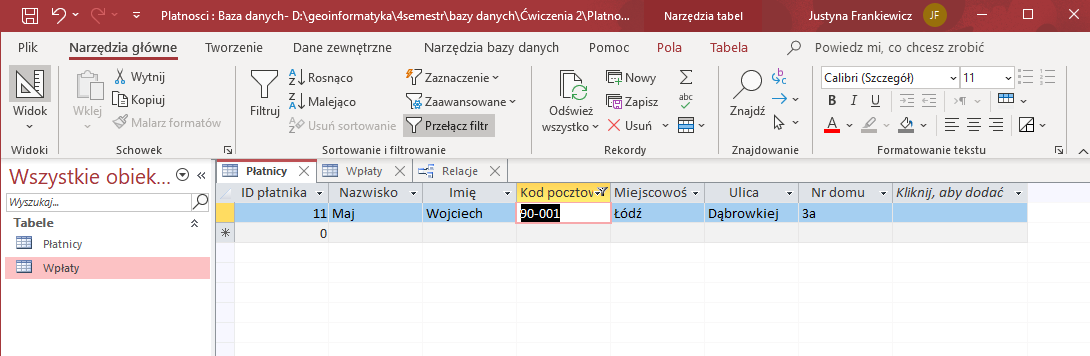 Platnosci : Baza danych- D:\geoinformatyka\4semestr\bazy danych\Ćwiczenia 2\Platno... Narzędzia tabel Justyna Frankiewicz JF
Plik Narzędzia główne Tworzenie Dane zewnętrzne Narzędzia bazy danych Pomoc Pola Tabela Powiedz mi, co chcesz zrobić
Widok
Widoki
Wklej
Wytnij
Kopiuj
Malarz formatów
Schowek
Filtruj
Rosnąco
Malejąco
Usuń sortowanie
Zaznaczenie
Zaawansowane
Przełącz filtr
Sortowanie i filtrowanie
Odśwież
wszystko
Nowy
Zapisz
Usuń
Rekordy
Znajdź
Znajdowanie
Calibri (Szczegół) 11
B I U
Formatowanie tekstu
Wszystkie obiek...
Wyszukaj...
Tabele
Płatnicy
Wpłaty
Płatnicy Wpłaty Relacje
ID płatnika Nazwisko Imię Kod pocztow Miejscowoś Ulica Nr domu Kliknij, aby dodać
11 Maj Wojciech 90-001 Łódź Dąbrowkiej 3a
0